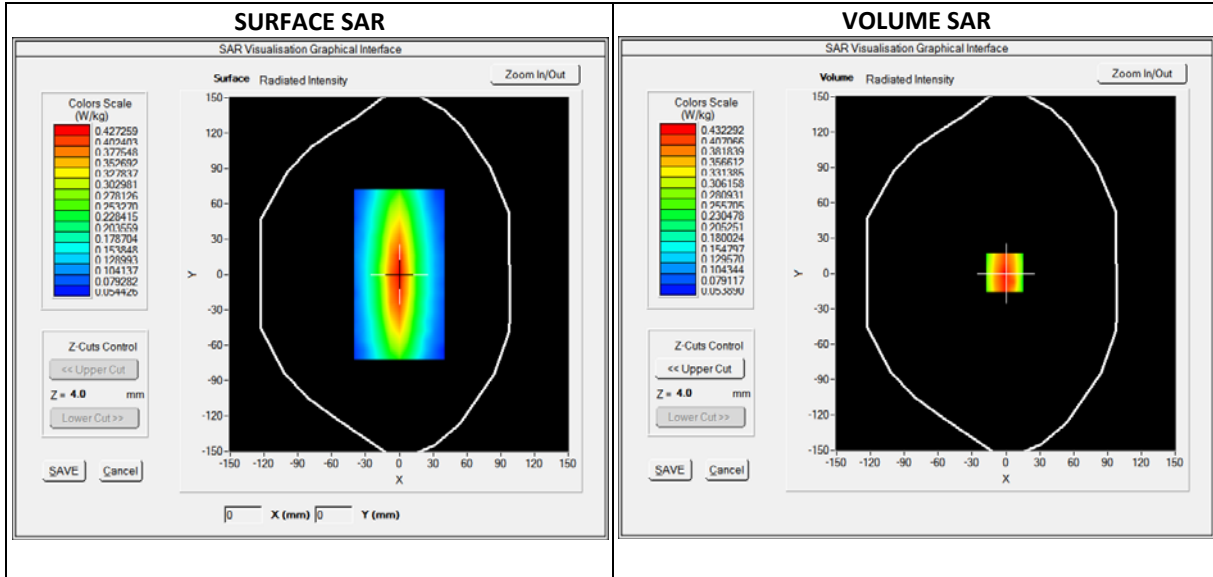 SURFACE SAR
SAR Visualisation Graphical Interface
Surface Radiated Intensity
Zoom In/Out
Colors Scale
(W/kg)
0.427259
0.402403
0.377548
0.352692
0.327837
0.302981
0.278126
0.253270
0.228415
0.203559
0.178704
0.153848
0.128993
0.104137
0.079282
0.054426
Z-Cuts Control
<< Upper Cut
Z = 4.0 mm
Lower Cut >>
SAVE Cancel
150
120
90
60
30
0
-30
-60
-90
-120
-150
Y
-150 -120 -90 -60 -30 0 30 60 90 120 150
X
0 X (mm) 0 Y (mm)
VOLUME SAR
SAR Visualisation Graphical Interface
Volume Radiated Intensity
Zoom In/Out
Colors Scale
(W/kg)
0.432292
0.407066
0.381839
0.356612
0.331385
0.306158
0.280931
0.255705
0.230478
0.205251
0.180024
0.154797
0.129570
0.104344
0.079117
0.053890
Z-Cuts Control
<< Upper Cut
Z = 4.0 mm
Lower Cut >>
SAVE Cancel
150
120
90
60
30
0
-30
-60
-90
-120
-150
Y
-150 -120 -90 -60 -30 0 30 60 90 120 150
X